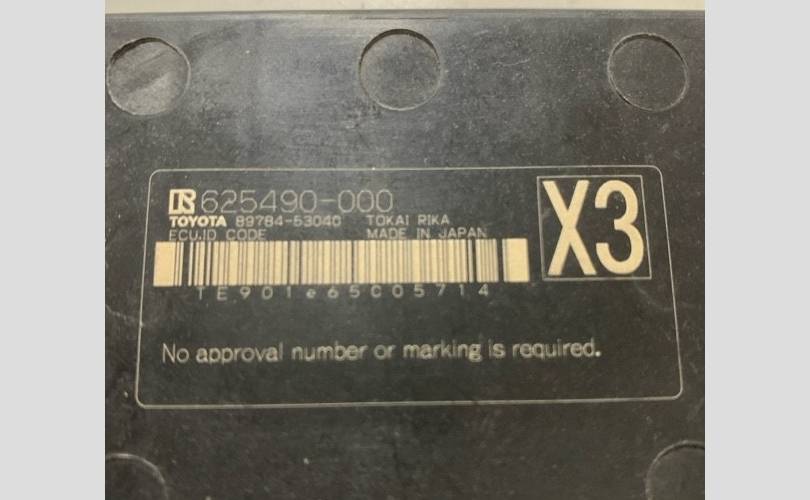 625490-000
TOYOTA 89784-53040 TOKAI RIKA
ECU.ID CODE MADE IN JAPAN
X3
TE901e65C05714
No approval number or marking is required.